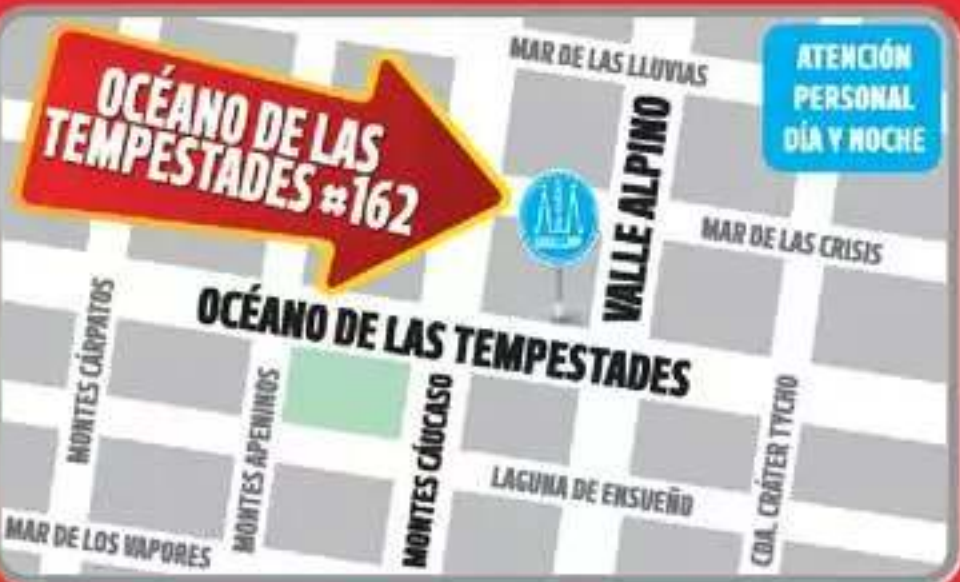 MAR DE LAS LLUVIAS
ATENCIÓN
PERSONAL
DÍA Y NOCHE
OCÉANO DE LAS
TEMPESTADES #162
VALLE ALPINO
MAR DE LAS CRISIS
OCÉANO DE LAS TEMPESTADES
MONTES CÁRPATOS
MONTES APENINOS
MONTES CÁUCASO
CDA. CRÁTER TYCHO
LAGUNA DE ENSUEÑO
MAR DE LOS VAPORES